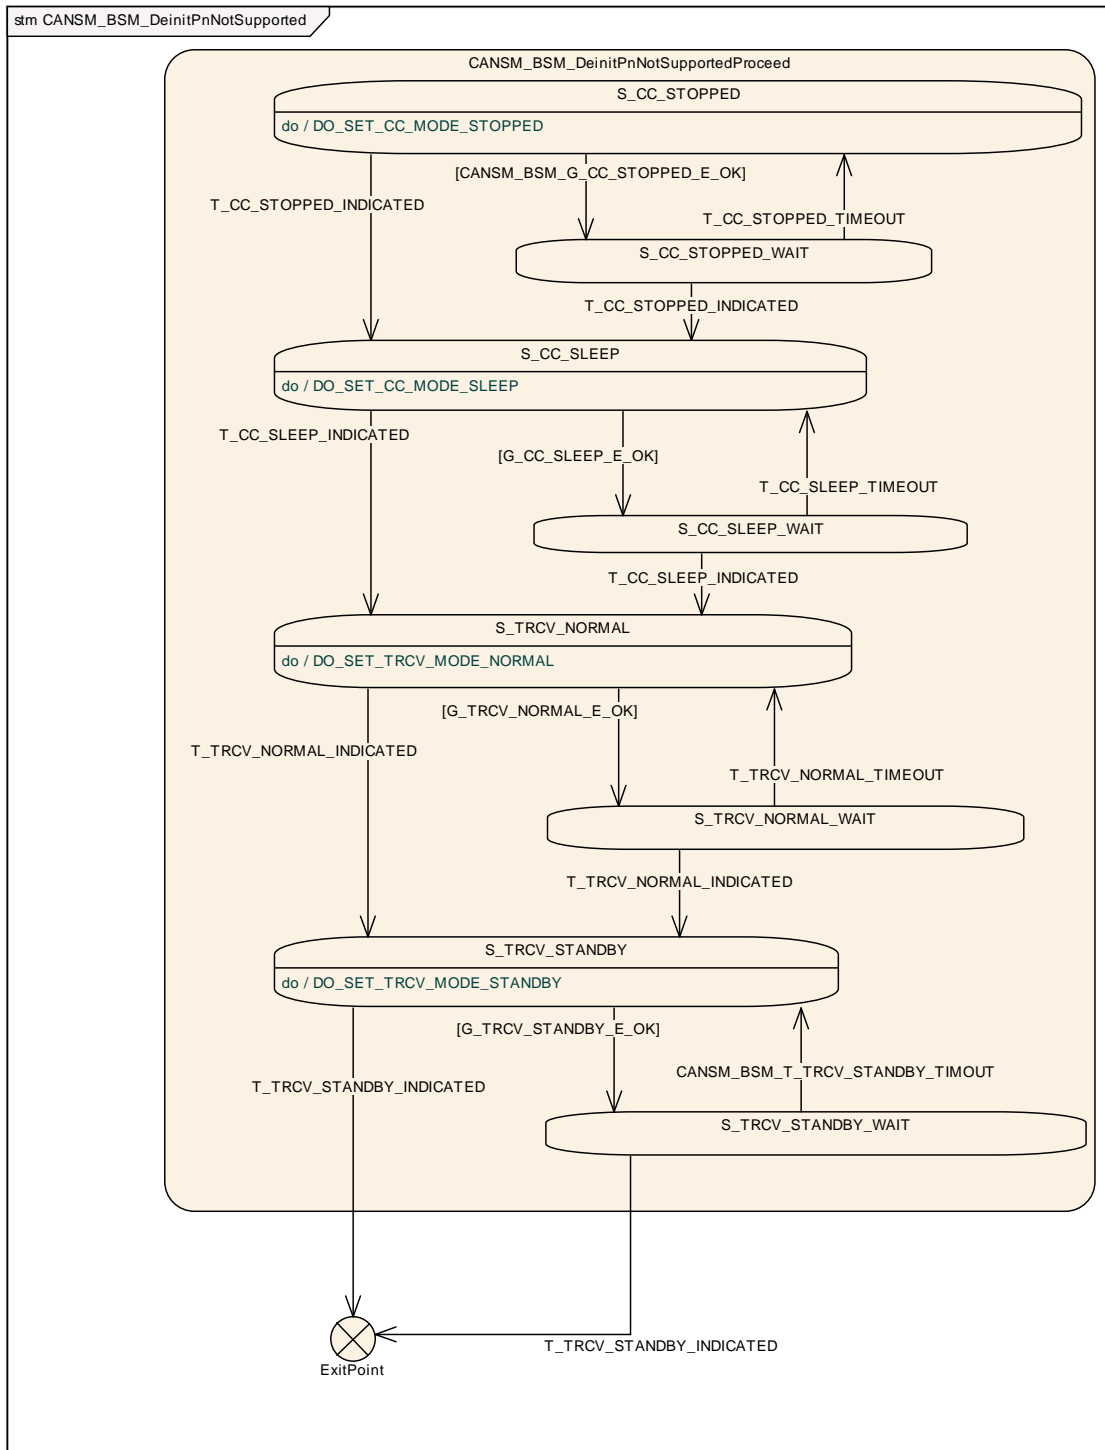 stm CANSM_BSM_DeinitPnNotSupported
CANSM_BSM_DeinitPnNotSupportedProceed
S_CC_STOPPED
do / DO_SET_CC_MODE_STOPPED
[CANSM_BSM_G_CC_STOPPED_E_OK]
T_CC_STOPPED_INDICATED
T_CC_STOPPED_TIMEOUT
S_CC_STOPPED_WAIT
T_CC_STOPPED_INDICATED
S_CC_SLEEP
do / DO_SET_CC_MODE_SLEEP
T_CC_SLEEP_INDICATED
[G_CC_SLEEP_E_OK]
T_CC_SLEEP_TIMEOUT
S_CC_SLEEP_WAIT
T_CC_SLEEP_INDICATED
S_TRCV_NORMAL
do / DO_SET_TRCV_MODE_NORMAL
[G_TRCV_NORMAL_E_OK]
T_TRCV_NORMAL_INDICATED
T_TRCV_NORMAL_TIMEOUT
S_TRCV_NORMAL_WAIT
T_TRCV_NORMAL_INDICATED
S_TRCV_STANDBY
do / DO_SET_TRCV_MODE_STANDBY
[G_TRCV_STANDBY_E_OK]
CANSM_BSM_T_TRCV_STANDBY_TIMOUT
T_TRCV_STANDBY_INDICATED
S_TRCV_STANDBY_WAIT
T_TRCV_STANDBY_INDICATED
ExitPoint